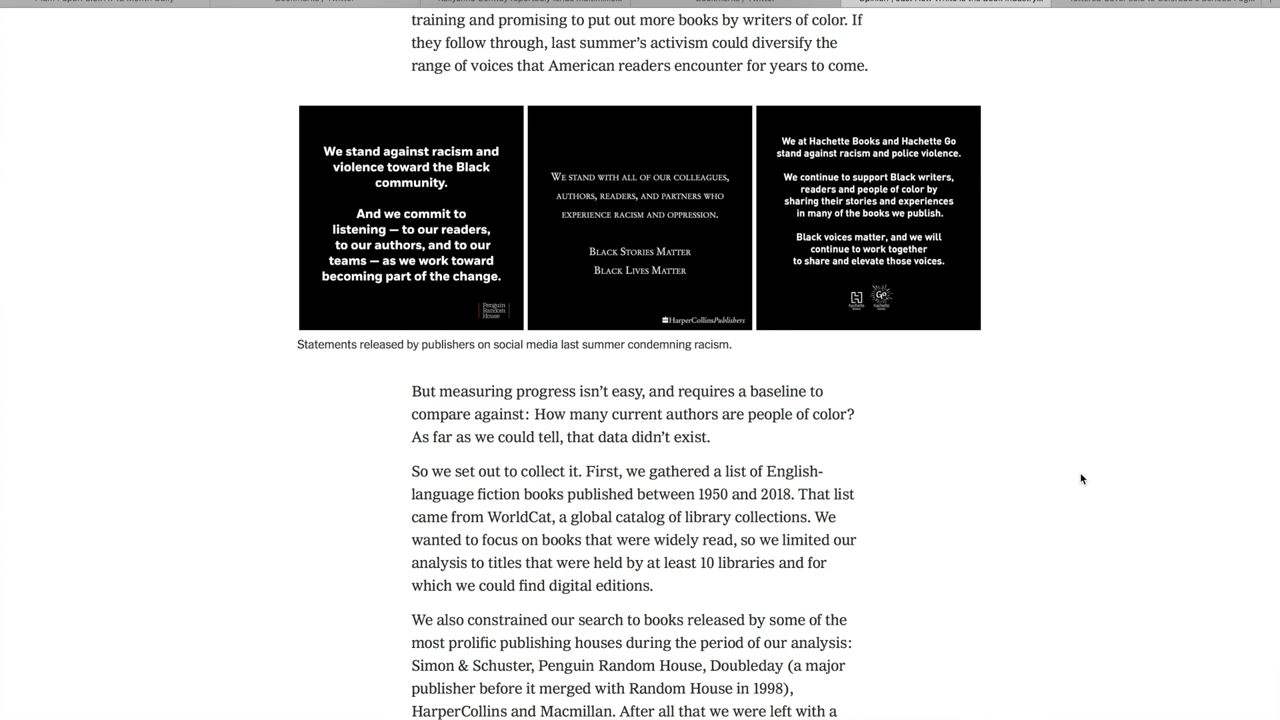 training and promising to put out more books by writers of color. If
they follow through, last summer's activism could diversify the
range of voices that American readers encounter for years to come.
We stand against racism and
violence toward the Black
community.
And we commit to
listening — to our readers,
to our authors, and to our
teams — as we work toward
becoming part of the change.
Penguin
Random
House
WE STAND WITH ALL OF OUR COLLEAGUES,
AUTHORS, READERS, AND PARTNERS WHO
EXPERIENCE RACISM AND OPPRESSION.
BLACK STORIES MATTER
BLACK LIVES MATTER
HarperCollinsPublishers
We at Hachette Books and Hachette Go
stand against racism and police violence.
We continue to support Black writers,
readers and people of color by
sharing their stories and experiences
in many of the books we publish.
Black voices matter, and we will
continue to work together
to share and elevate those voices.
Go
Statements released by publishers on social media last summer condemning racism.
But measuring progress isn't easy, and requires a baseline to
compare against: How many current authors are people of color?
As far as we could tell, that data didn't exist.
So we set out to collect it. First, we gathered a list of English-
language fiction books published between 1950 and 2018. That list
came from WorldCat, a global catalog of library collections. We
wanted to focus on books that were widely read, so we limited our
analysis to titles that were held by at least 10 libraries and for
which we could find digital editions.
We also constrained our search to books released by some of the
most prolific publishing houses during the period of our analysis:
Simon & Schuster, Penguin Random House, Doubleday (a major
publisher before it merged with Random House in 1998),
HarperCollins and Macmillan. After all that we were left with a